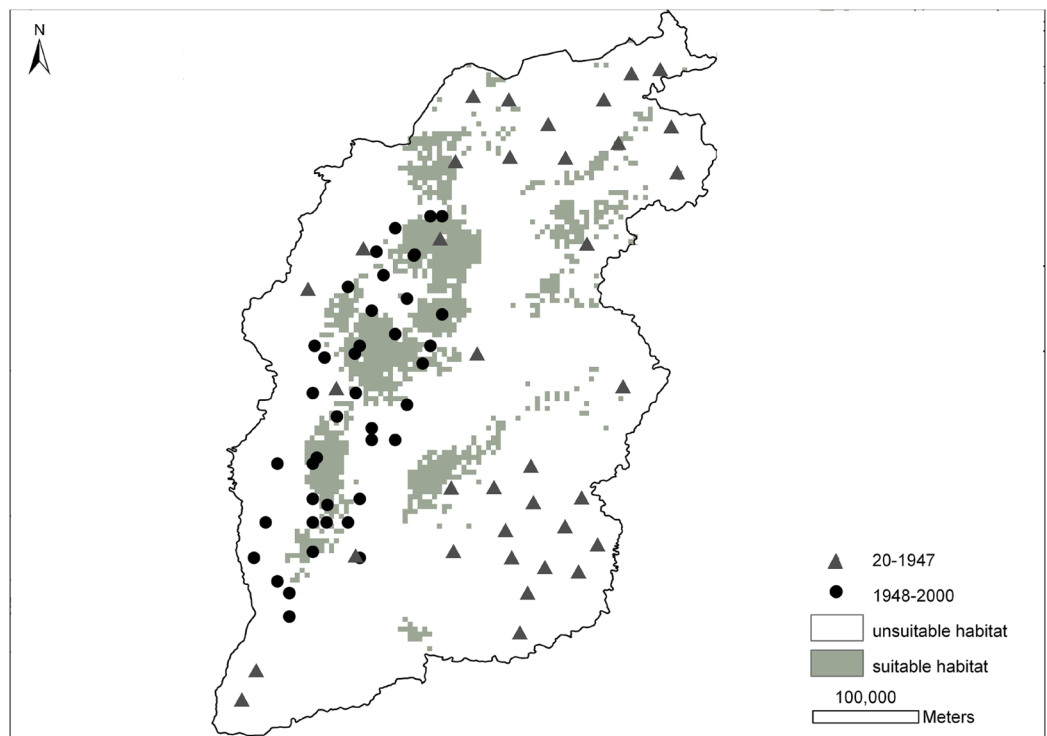 N
20-1947
1948-2000
unsuitable habitat
suitable habitat
100,000
Meters